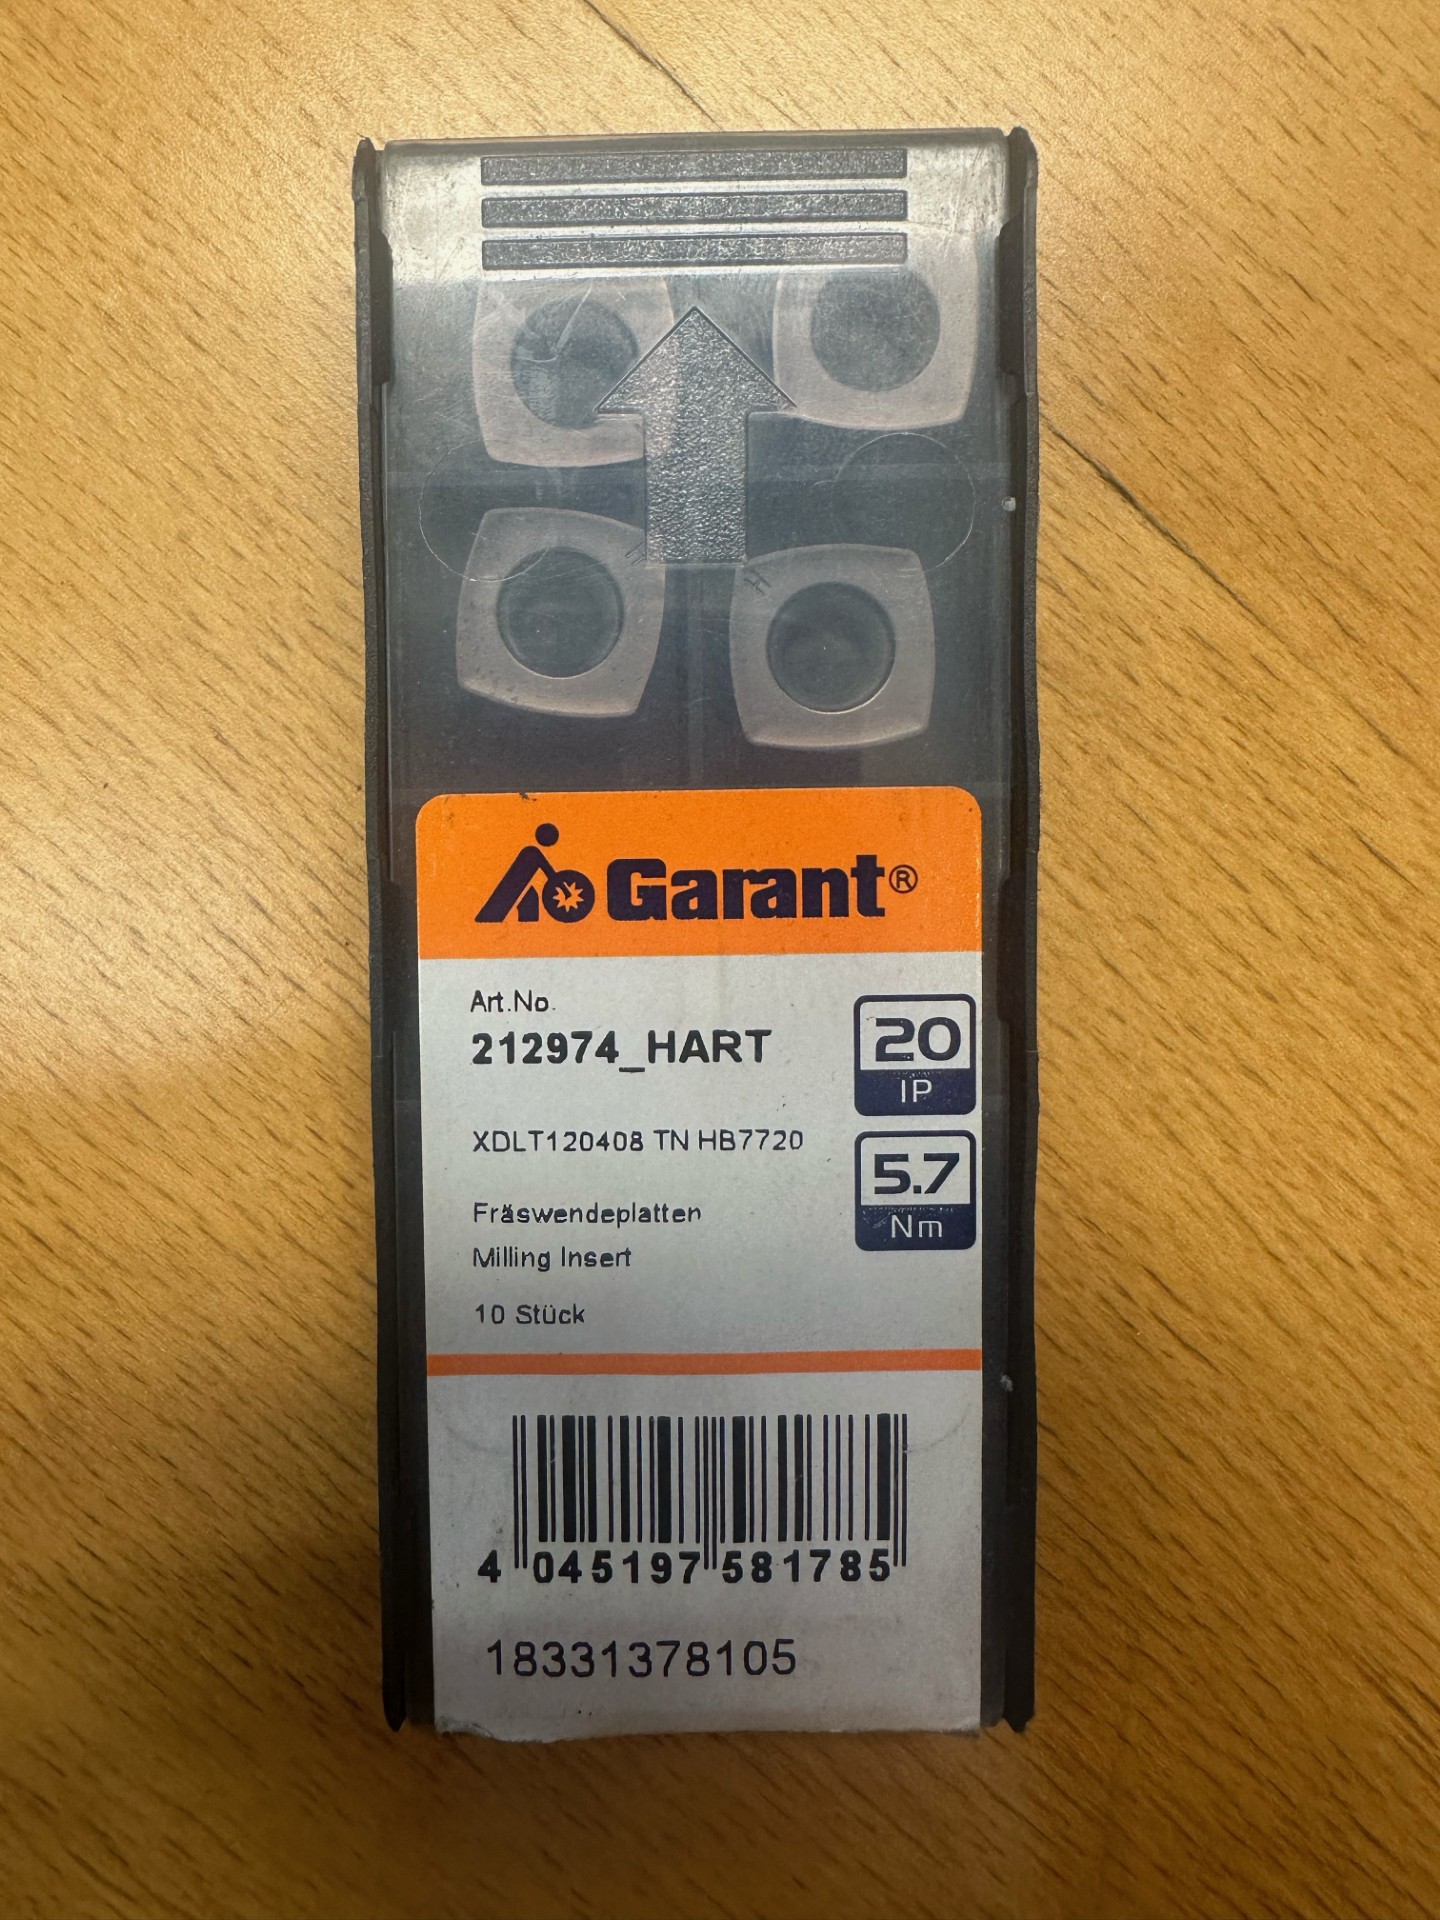 Garant®
Art.No.
212974_HART
20
IP
XDLT120408 TN HB7720
5.7
Nm
Fräswendeplatten
Milling Insert
10 Stück
4 045197 581785
18331378105